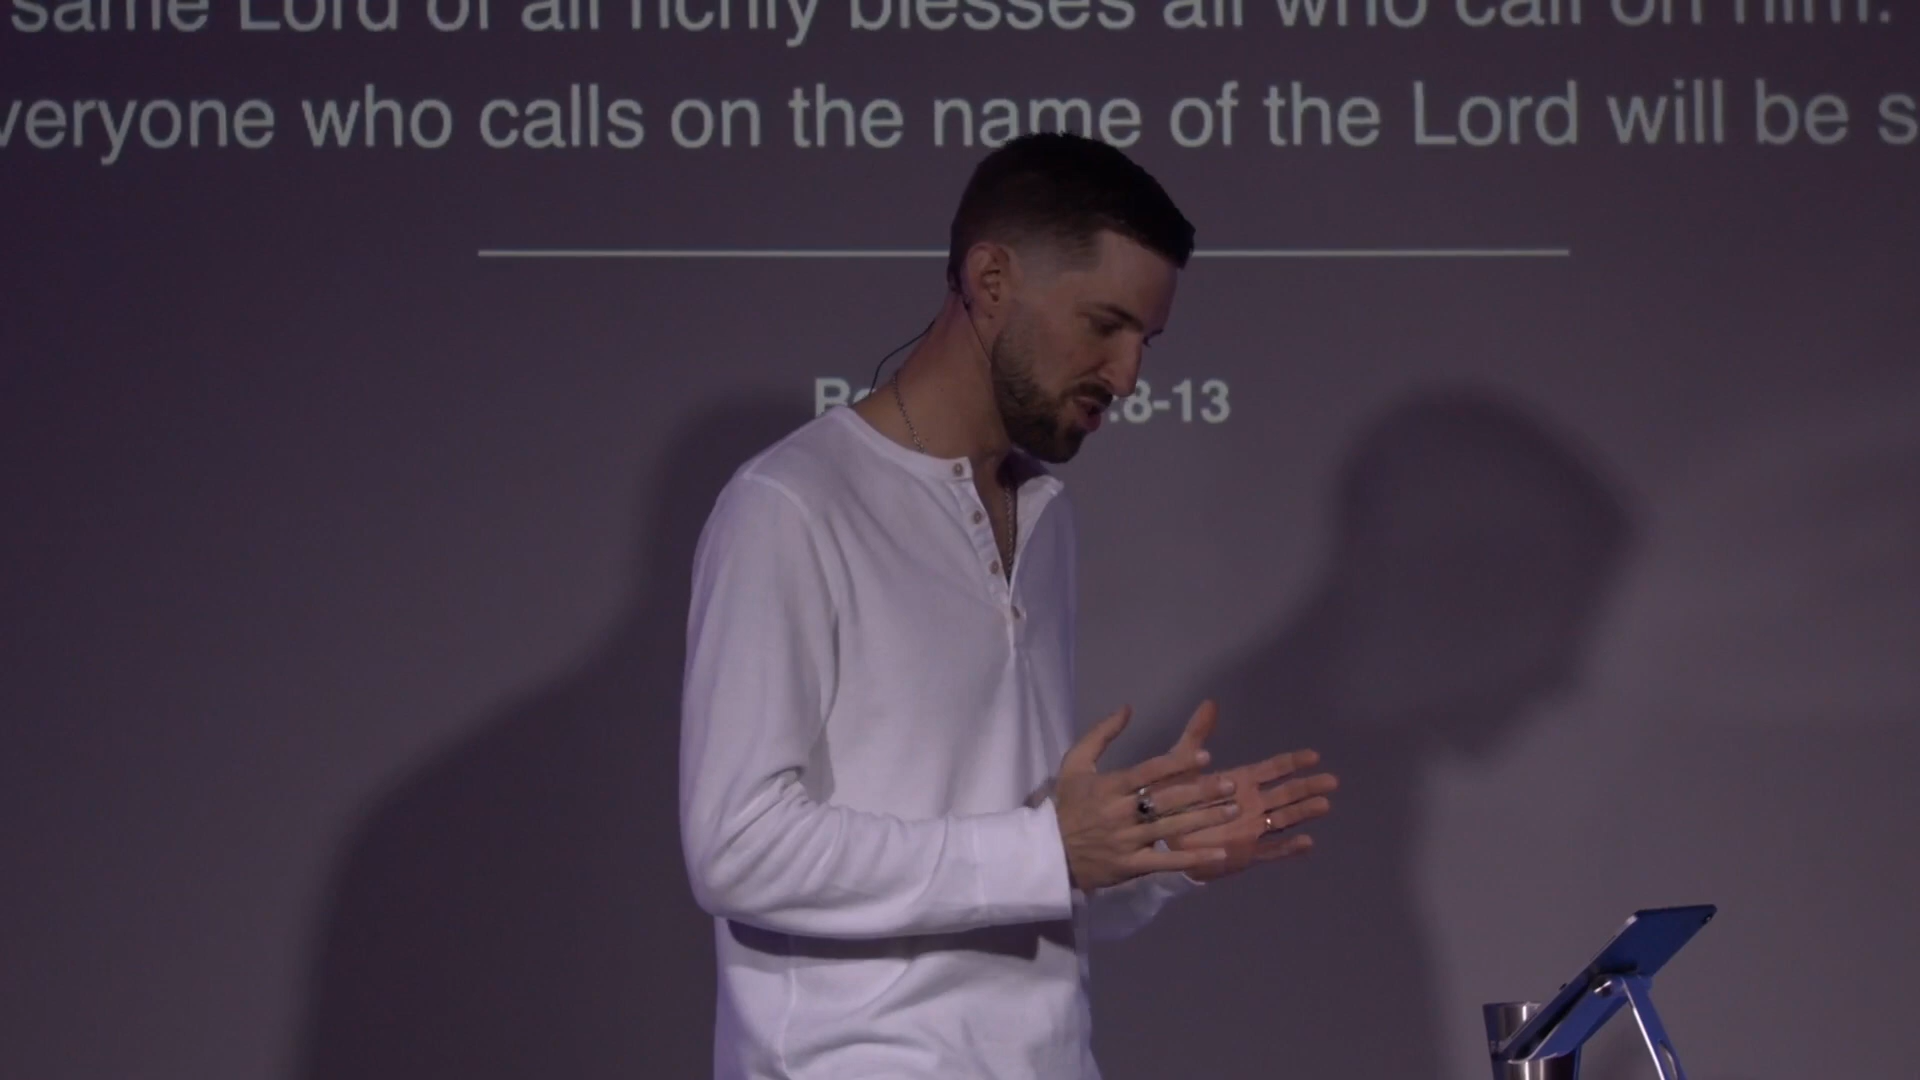 same Lord of all richly blesses all who call on him.
veryone who calls on the name of the Lord will be s
:8-13